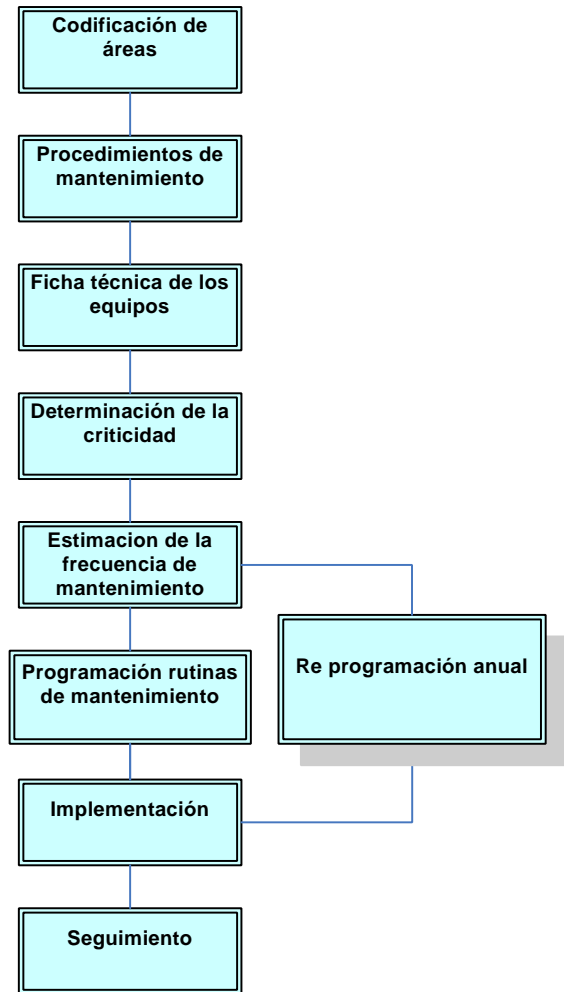 Codificación de
áreas
Procedimientos de
mantenimiento
Ficha técnica de los
equipos
Determinación de la
criticidad
Estimacion de la
frecuencia de
mantenimiento
Programación rutinas
de mantenimiento
Re programación anual
Implementación
Seguimiento